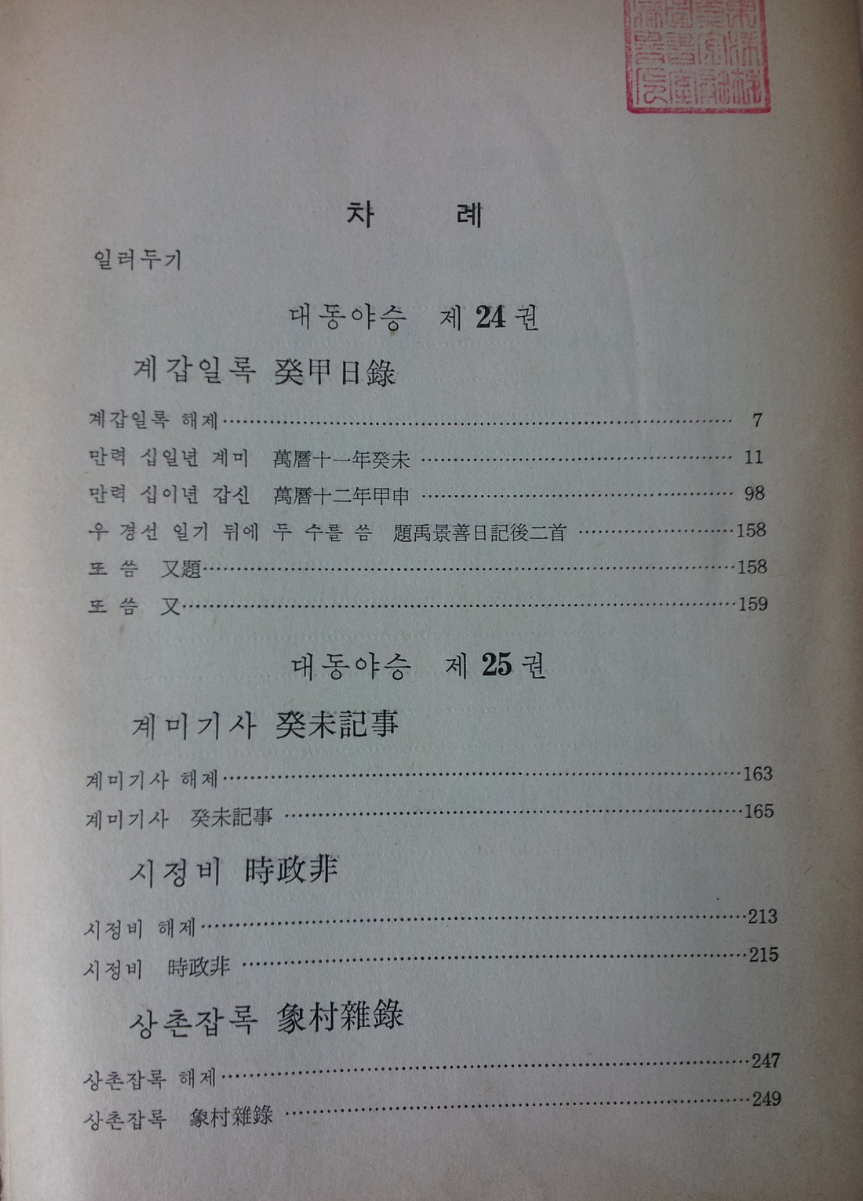 차 례
일러두기
대동야승 제 24 권
계갑일록 癸甲日錄
계갑일록 해제 7
만력 십일년 계미 萬曆十一年癸未 11
만력 십이년 갑신 萬曆十二年甲申 98
우 경선 일기 뒤에 두 수를 씀 題禹景善日記後二首 158
또 씀 又題 158
또 씀 又 159
대동야승 제 25 권
계미기사 癸未記事
계미기사 해제 163
계미기사 癸未記事 165
시정비 時政非
시정비 해제 213
시정비 時政非 215
상촌잡록 象村雜錄
상촌잡록 해제 247
상촌잡록 象村雜錄 249